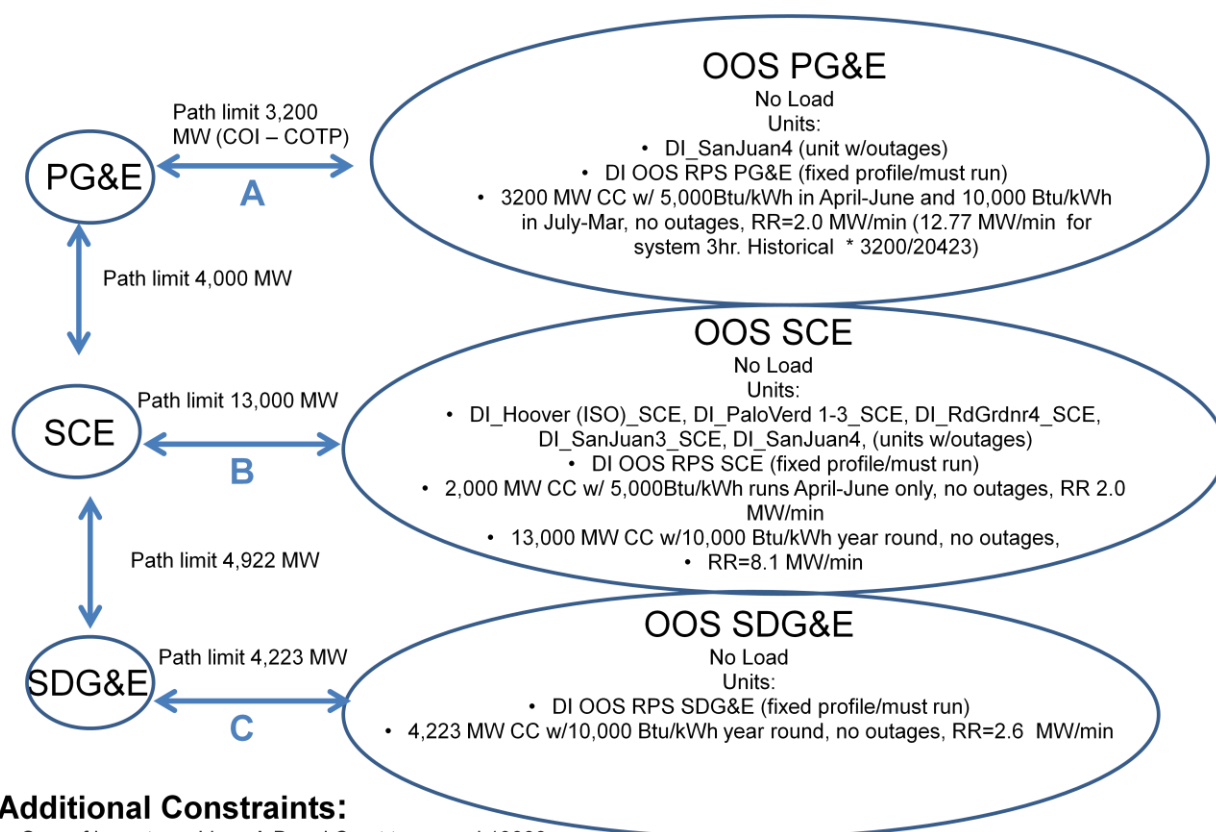 OOS PG&E
No Load
Units:
• DI_SanJuan4 (unit w/outages)
• DI OOS RPS PG&E (fixed profile/must run)
• 3200 MW CC w/ 5,000Btu/kWh in April-June and 10,000 Btu/kWh
in July-Mar, no outages, RR=2.0 MW/min (12.77 MW/min for
system 3hr. Historical * 3200/20423)
Path limit 3,200
MW (COI – COTP)
PG&E
A
Path limit 4,000 MW
OOS SCE
No Load
Units:
• DI_Hoover (ISO)_SCE, DI_PaloVerd 1-3_SCE, DI_RdGrdnr4_SCE,
DI_SanJuan3_SCE, DI_SanJuan4, (units w/outages)
• DI OOS RPS SCE (fixed profile/must run)
• 2,000 MW CC w/ 5,000Btu/kWh runs April-June only, no outages, RR 2.0
MW/min
• 13,000 MW CC w/10,000 Btu/kWh year round, no outages,
• RR=8.1 MW/min
Path limit 13,000 MW
SCE
B
Path limit 4,922 MW
OOS SDG&E
No Load
Units:
• DI OOS RPS SDG&E (fixed profile/must run)
• 4,223 MW CC w/10,000 Btu/kWh year round, no outages, RR=2.6 MW/min
Path limit 4,223 MW
SDG&E
C
Additional Constraints: